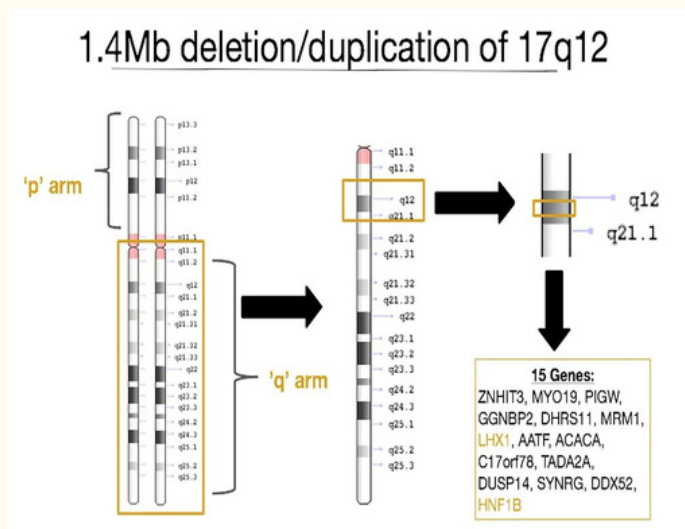 1.4Mb deletion/duplication of 17q12
'p' arm
p13.3
p13.2
p13.1
p12
p11.2
p11.1
q11.1
q11.2
q12
q21.1
q21.2
q21.31
q21.32
q21.33
q22
q23.1
q23.2
q23.3
q24.2
q24.3
q25.1
q25.2
q25.3
'q' arm
q11.1
q11.2
q12
q21.1
q21.2
q21.31
q21.32
q21.33
q22
q23.1
q23.2
q23.3
q24.2
q24.3
q25.1
q25.2
q25.3
q12
q21.1
15 Genes:
ZNHIT3, MYO19, PIGW,
GGNBP2, DHRS11, MRM1,
LHX1, AATF, ACACA,
C17orf78, TADA2A,
DUSP14, SYNRG, DDX52,
HNF1B